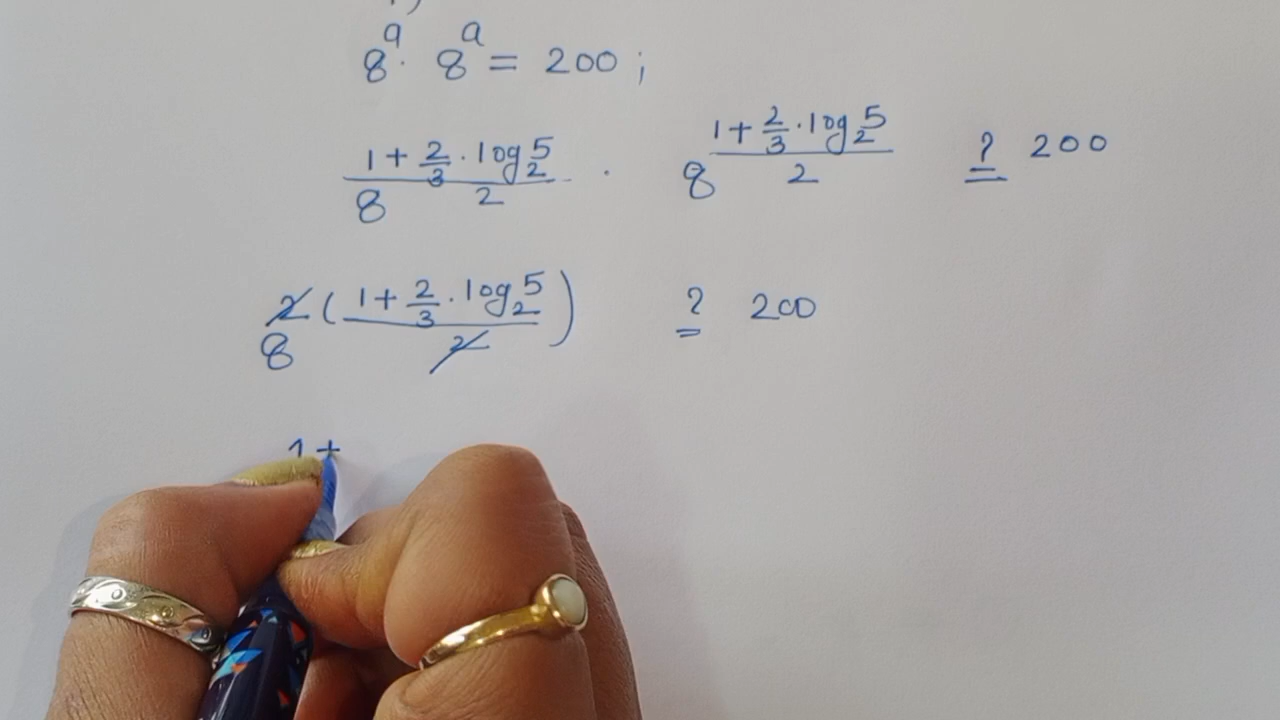 8^a · 8^a = 200 ;
8^((1 + 2/3 · log_2 5)/2) · 8^((1 + 2/3 · log_2 5)/2) ?= 200
8^(2((1 + 2/3 · log_2 5)/2)) ?= 200
1 +